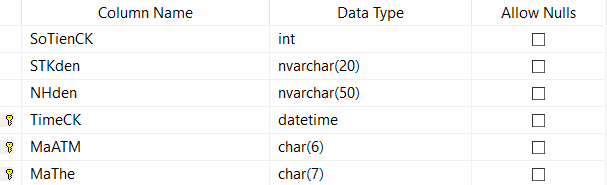 Column Name Data Type Allow Nulls
SoTienCK int
STKden nvarchar(20)
NHden nvarchar(50)
TimeCK datetime
MaATM char(6)
MaThe char(7)